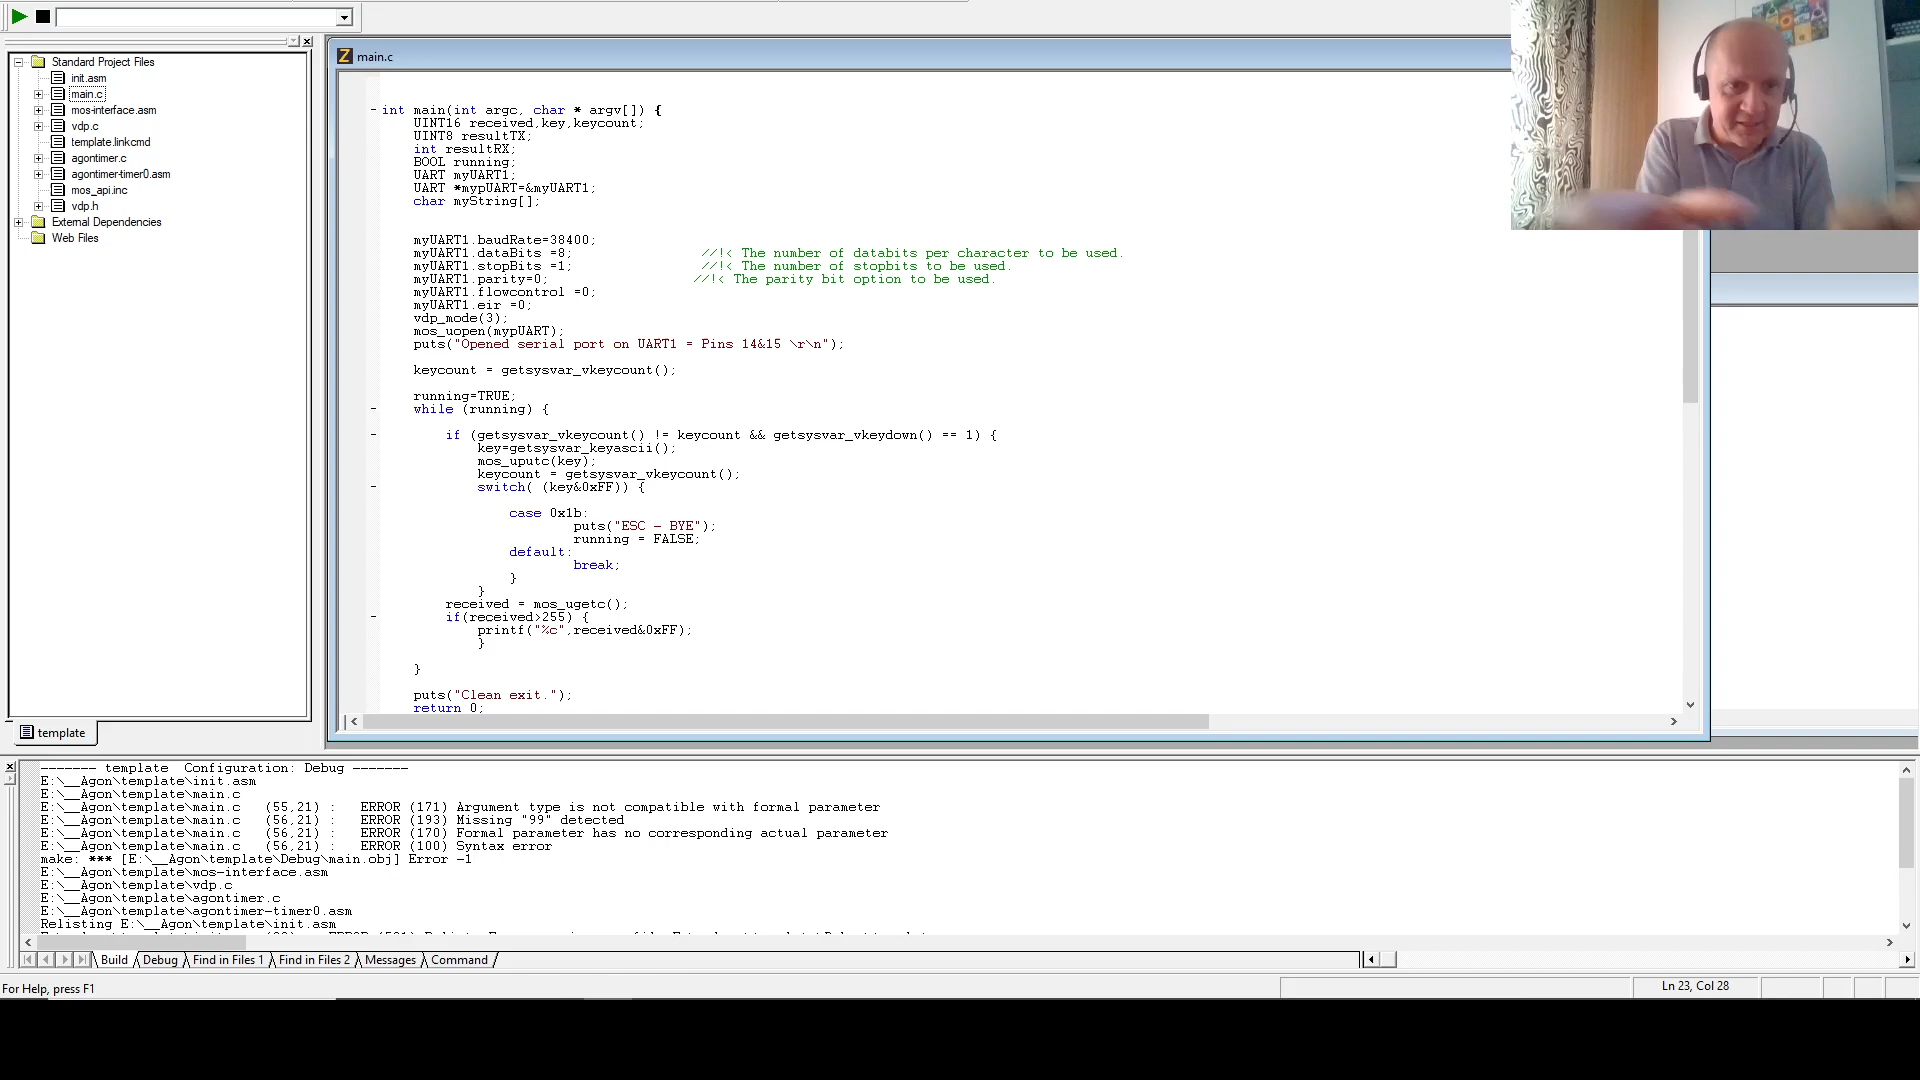 Standard Project Files
init.asm
main.c
mos-interface.asm
vdp.c
template.linkcmd
agontimer.c
agontimer-timer0.asm
mos_api.inc
vdp.h
External Dependencies
Web Files
template
main.c
int main(int argc, char * argv[]) {
UINT16 received,key,keycount;
UINT8 resultTX;
int resultRX;
BOOL running;
UART myUART1;
UART *mypUART=&myUART1;
char myString[];
myUART1.baudRate=38400;
myUART1.dataBits =8; //!< The number of databits per character to be used.
myUART1.stopBits =1; //!< The number of stopbits to be used.
myUART1.parity=0; //!< The parity bit option to be used.
myUART1.flowcontrol =0;
myUART1.eir =0;
vdp_mode(3);
mos_uopen(mypUART);
puts("Opened serial port on UART1 = Pins 14&15 \r\n");
keycount = getsysvar_vkeycount();
running=TRUE;
while (running) {
if (getsysvar_vkeycount() != keycount && getsysvar_vkeydown() == 1) {
key=getsysvar_keyascii();
mos_uputc(key);
keycount = getsysvar_vkeycount();
switch( (key&0xFF)) {
case 0x1b:
puts("ESC - BYE");
running = FALSE;
default:
break;
}
}
received = mos_ugetc();
if(received>255) {
printf("%c",received&0xFF);
}
}
puts("Clean exit.");
return 0;
------- template  Configuration: Debug -------
E:\__Agon\template\init.asm
E:\__Agon\template\main.c
E:\__Agon\template\main.c (55,21) : ERROR (171) Argument type is not compatible with formal parameter
E:\__Agon\template\main.c (56,21) : ERROR (193) Missing "99" detected
E:\__Agon\template\main.c (56,21) : ERROR (170) Formal parameter has no corresponding actual parameter
E:\__Agon\template\main.c (56,21) : ERROR (100) Syntax error
make: *** [E:\__Agon\template\Debug\main.obj] Error -1
E:\__Agon\template\mos-interface.asm
E:\__Agon\template\vdp.c
E:\__Agon\template\agontimer.c
E:\__Agon\template\agontimer-timer0.asm
Relisting E:\__Agon\template\init.asm
Build Debug Find in Files 1 Find in Files 2 Messages Command
For Help, press F1
Ln 23, Col 28